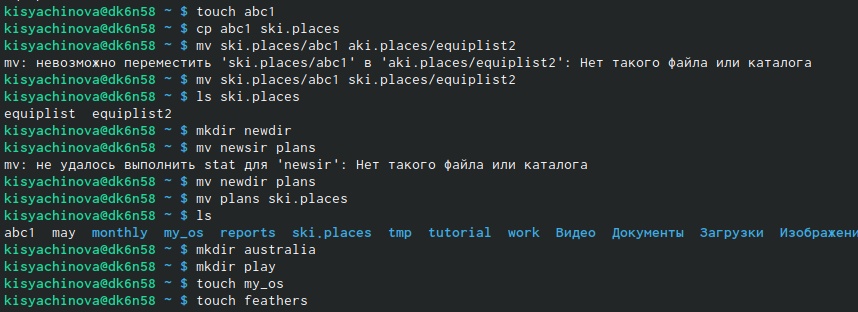 kisyachinova@dk6n58 ~ $ touch abc1
kisyachinova@dk6n58 ~ $ cp abc1 ski.places
kisyachinova@dk6n58 ~ $ mv ski.places/abc1 aki.places/equiplist2
mv: невозможно переместить 'ski.places/abc1' в 'aki.places/equiplist2': Нет такого файла или каталога
kisyachinova@dk6n58 ~ $ mv ski.places/abc1 ski.places/equiplist2
kisyachinova@dk6n58 ~ $ ls ski.places
equiplist  equiplist2
kisyachinova@dk6n58 ~ $ mkdir newdir
kisyachinova@dk6n58 ~ $ mv newsir plans
mv: не удалось выполнить stat для 'newsir': Нет такого файла или каталога
kisyachinova@dk6n58 ~ $ mv newdir plans
kisyachinova@dk6n58 ~ $ mv plans ski.places
kisyachinova@dk6n58 ~ $ ls
abc1  may  monthly  my_os  reports  ski.places  tmp  tutorial  work  Видео  Документы  Загрузки  Изображени
kisyachinova@dk6n58 ~ $ mkdir australia
kisyachinova@dk6n58 ~ $ mkdir play
kisyachinova@dk6n58 ~ $ touch my_os
kisyachinova@dk6n58 ~ $ touch feathers